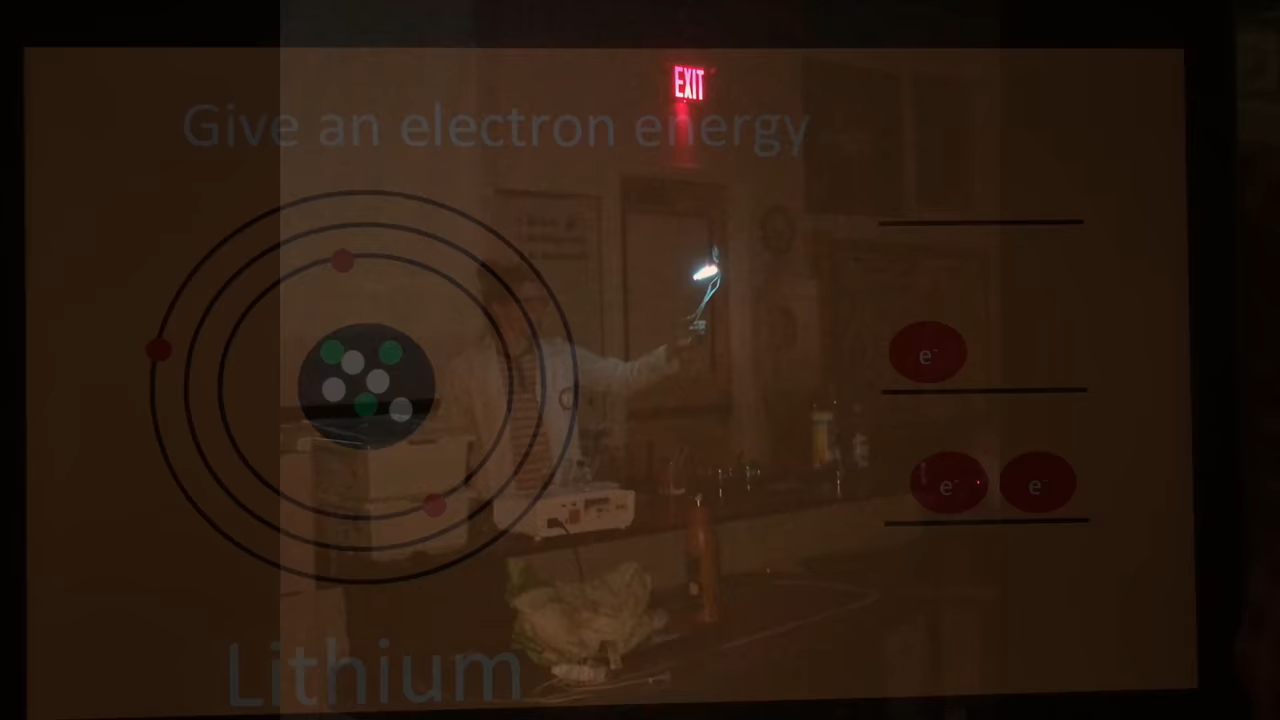 EXIT
Give an electron energy
e⁻
e⁻ e⁻
Lithium